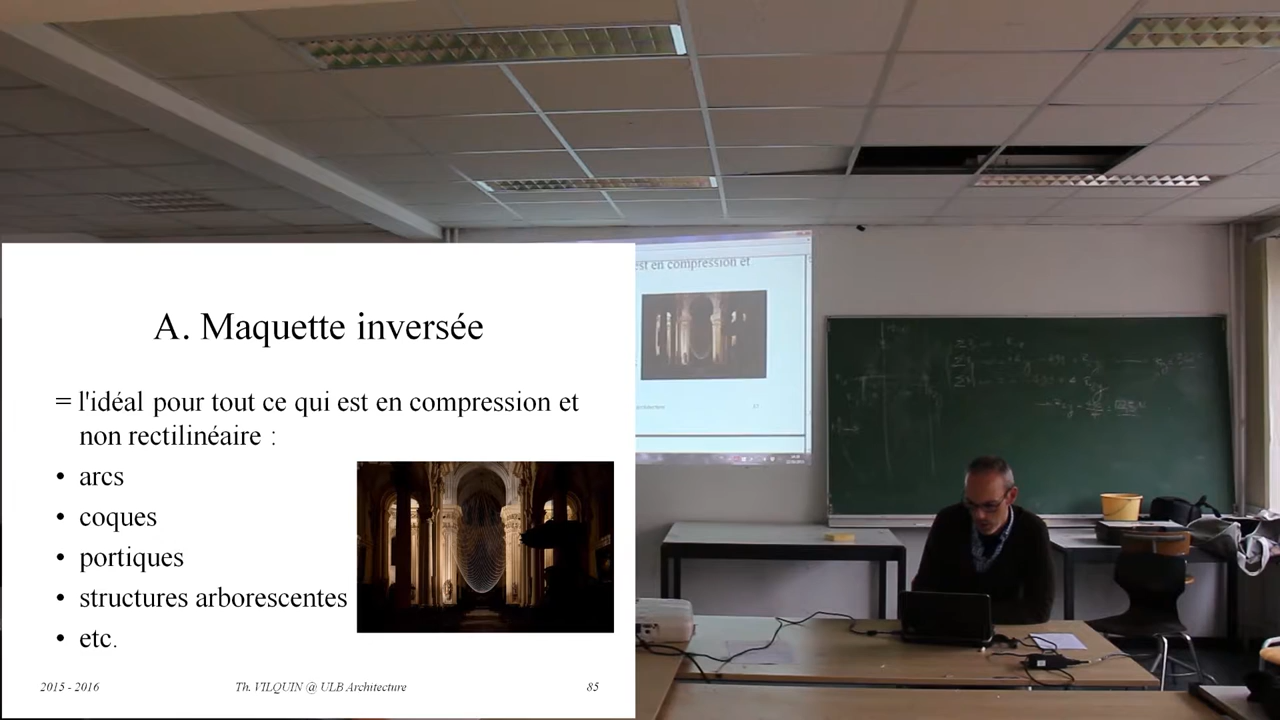 A. Maquette inversée
= l'idéal pour tout ce qui est en compression et
non rectilinéaire :
• arcs
• coques
• portiques
• structures arborescentes
• etc.
2015 - 2016 Th. VILQUIN @ ULB Architecture 85
est en compression et